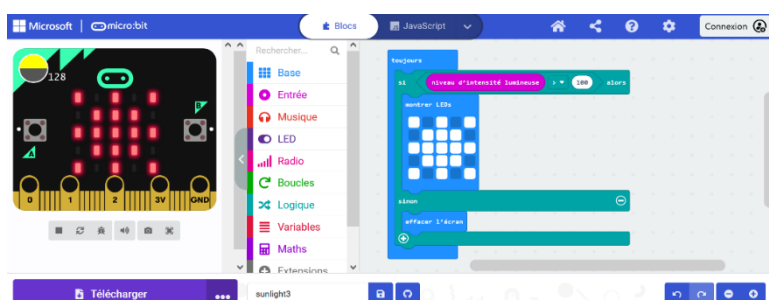 Microsoft | micro:bit
Blocs
JavaScript
Connexion
128
B
A
0 1 2 3V GND
Rechercher...
Base
Entrée
Musique
LED
Radio
Boucles
Logique
Variables
Maths
Extensions
toujours
si niveau d'intensité lumineuse > 100 alors
montrer LEDs
sinon
effacer l'écran
Télécharger
sunlight3